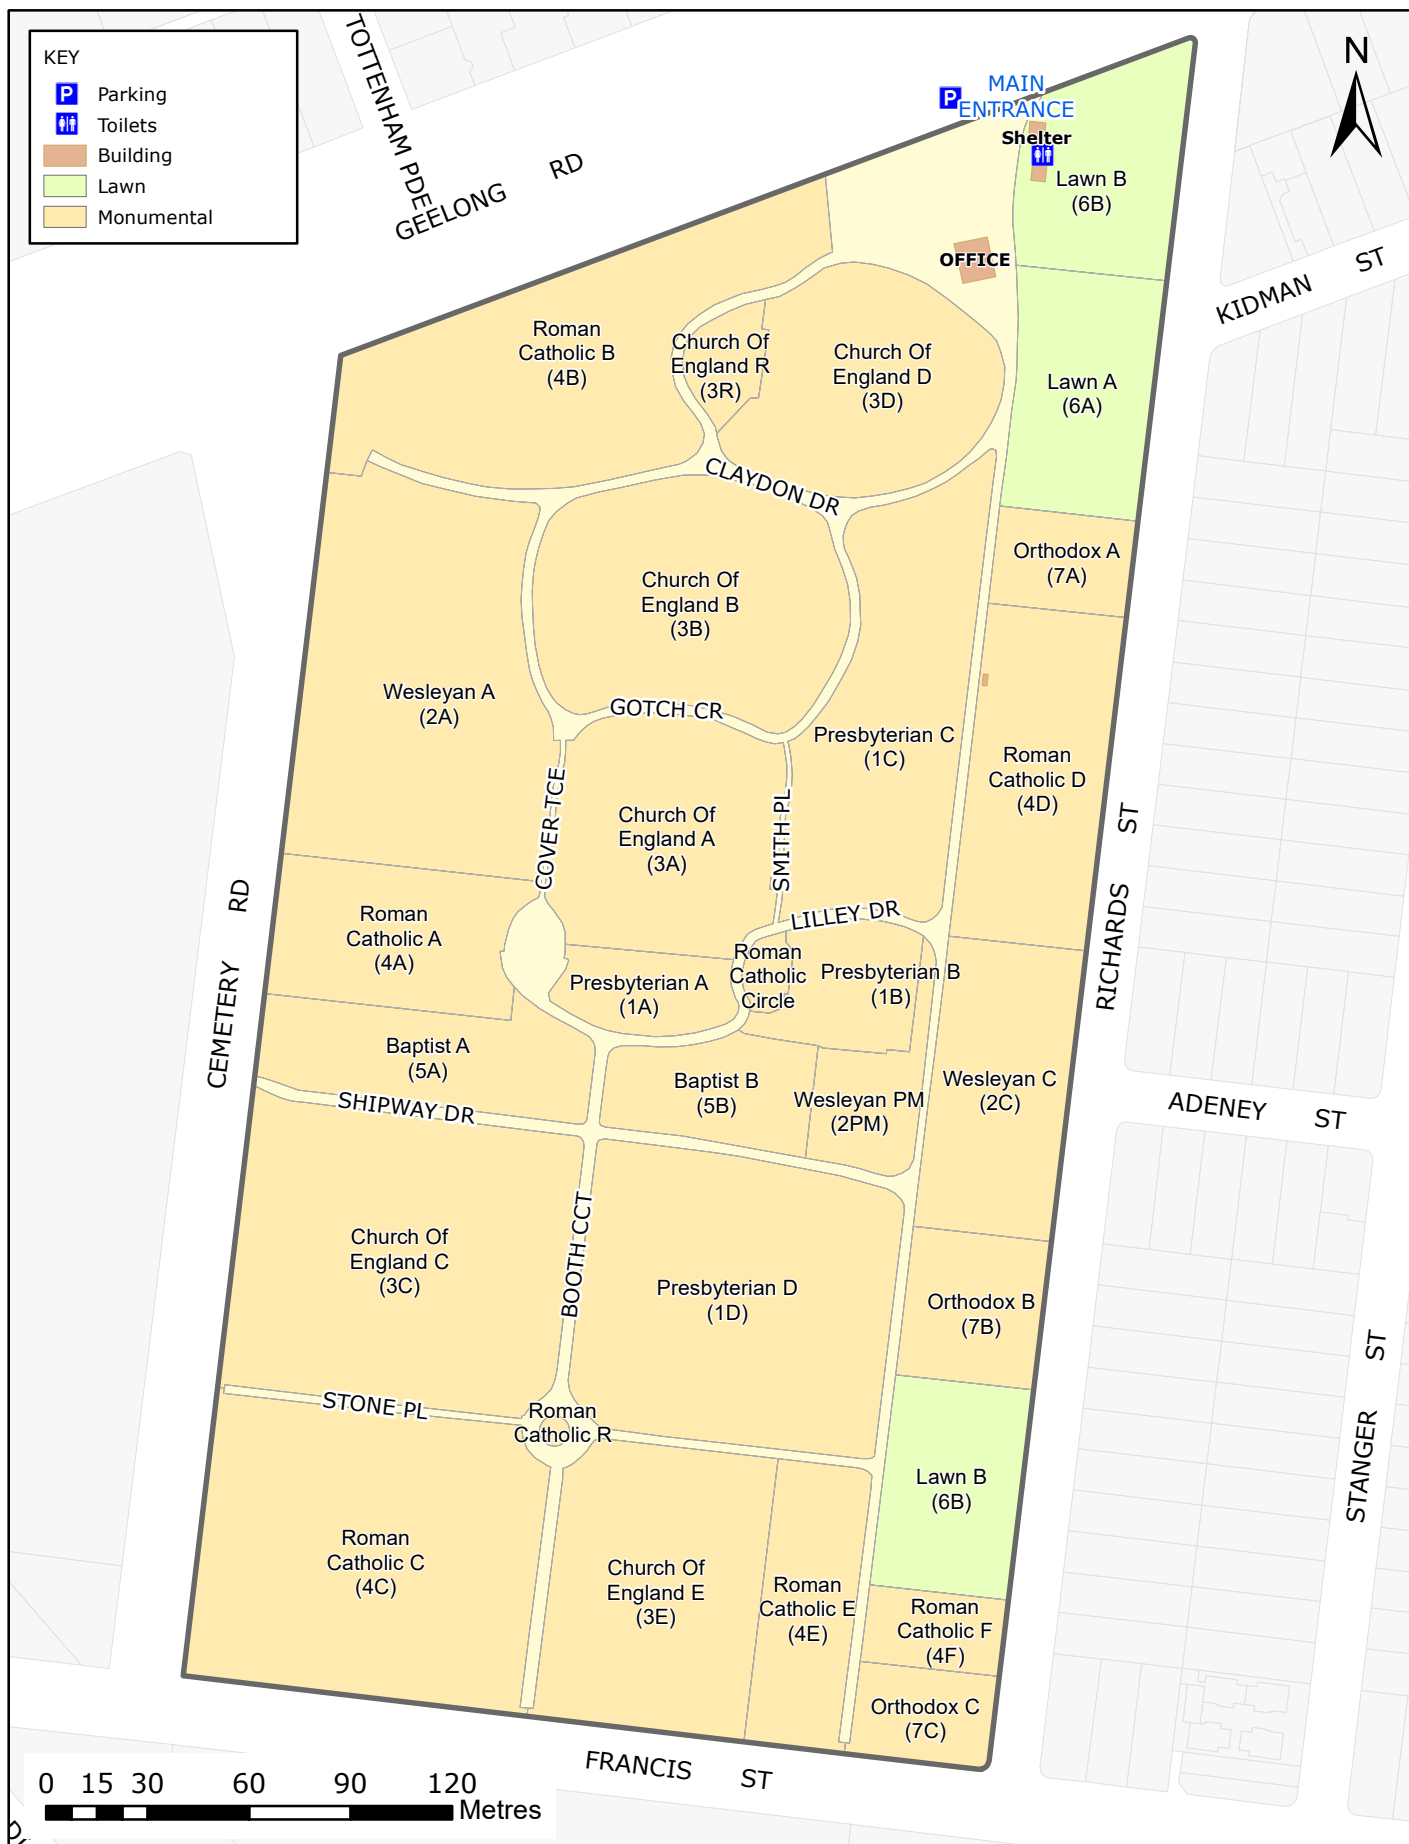 KEY
P Parking
Toilets
Building
Lawn
Monumental
TOTTENHAM PDE
GEELONG RD
P
MAIN
ENTRANCE
Shelter
N
Lawn B
(6B)
OFFICE
KIDMAN ST
Roman
Catholic B
(4B)
Church Of
England R
(3R)
Church Of
England D
(3D)
Lawn A
(6A)
CLAYDON DR
Orthodox A
(7A)
Church Of
England B
(3B)
Wesleyan A
(2A)
GOTCH CR
Presbyterian C
(1C)
Roman
Catholic D
(4D)
COVER TCE
Church Of
England A
(3A)
SMITH PL
RICHARDS ST
CEMETERY RD
Roman
Catholic A
(4A)
LILLEY DR
Presbyterian A
(1A)
Roman
Catholic
Circle
Presbyterian B
(1B)
Baptist A
(5A)
Baptist B
(5B)
Wesleyan PM
(2PM)
Wesleyan C
(2C)
SHIPWAY DR
ADENEY ST
Church Of
England C
(3C)
BOOTH CCT
Presbyterian D
(1D)
Orthodox B
(7B)
STONE PL
Roman
Catholic R
Lawn B
(6B)
STANGER ST
Roman
Catholic C
(4C)
Church Of
England E
(3E)
Roman
Catholic E
(4E)
Roman
Catholic F
(4F)
Orthodox C
(7C)
FRANCIS ST
0 15 30 60 90 120
Metres